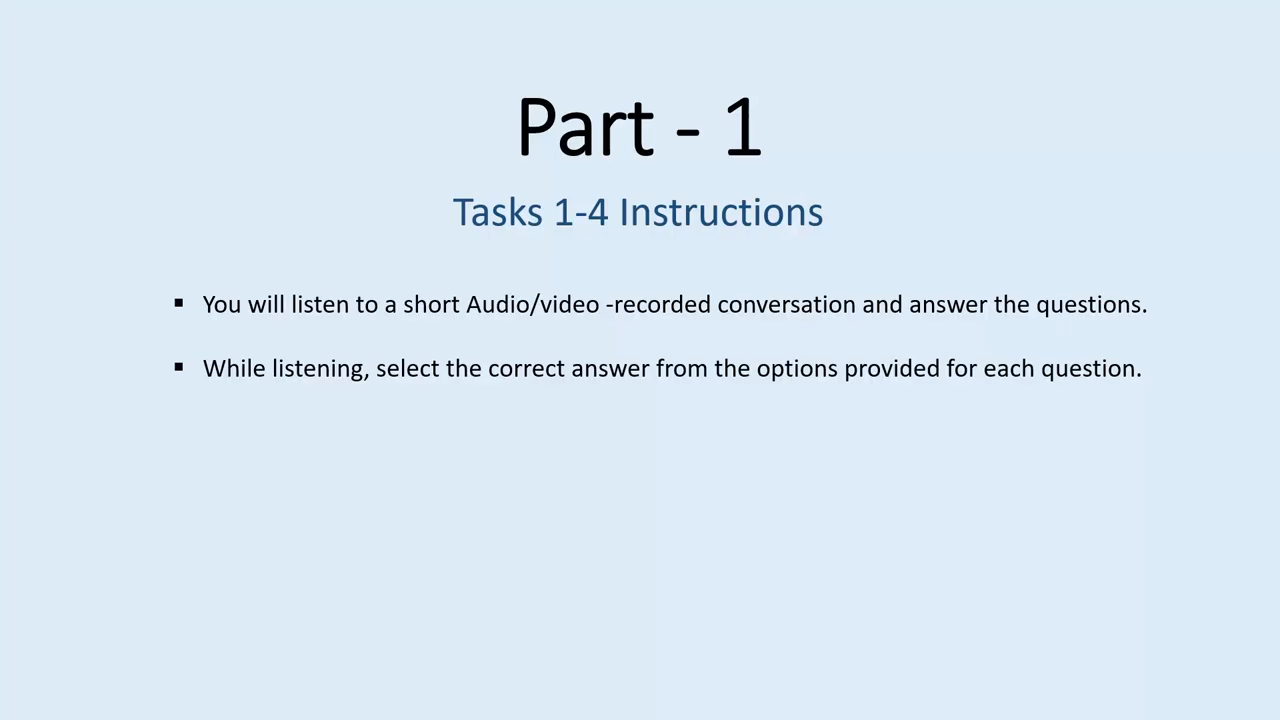 Part - 1
Tasks 1-4 Instructions
▪ You will listen to a short Audio/video -recorded conversation and answer the questions.
▪ While listening, select the correct answer from the options provided for each question.